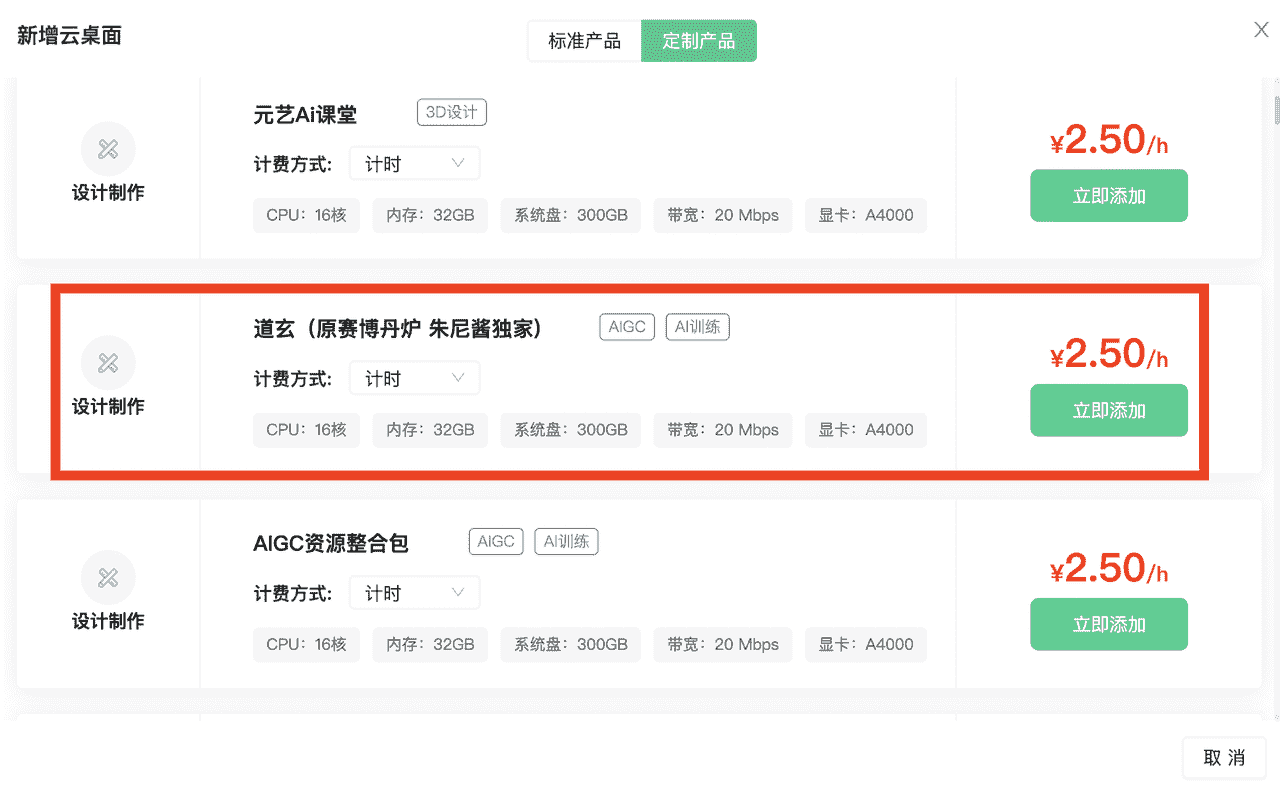 新增云桌面
标准产品 定制产品
元艺Ai课堂 3D设计
计费方式: 计时
设计制作
CPU：16核 内存：32GB 系统盘：300GB 带宽：20 Mbps 显卡：A4000
¥2.50/h
立即添加
道玄（原赛博丹炉 朱尼酱独家） AIGC AI训练
计费方式: 计时
设计制作
CPU：16核 内存：32GB 系统盘：300GB 带宽：20 Mbps 显卡：A4000
¥2.50/h
立即添加
AIGC资源整合包 AIGC AI训练
计费方式: 计时
设计制作
CPU：16核 内存：32GB 系统盘：300GB 带宽：20 Mbps 显卡：A4000
¥2.50/h
立即添加
取 消